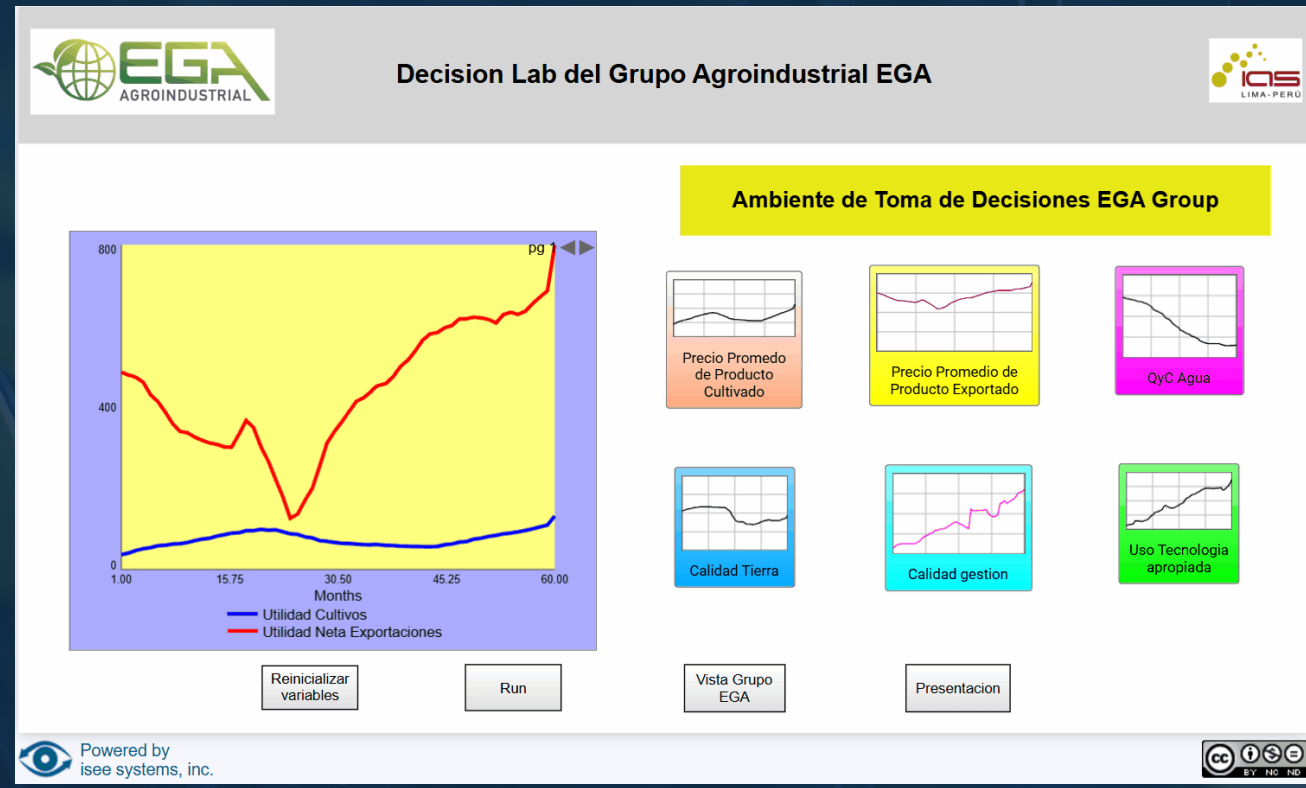 EGA
AGROINDUSTRIAL
Decision Lab del Grupo Agroindustrial EGA
ias
LIMA-PERÚ
Ambiente de Toma de Decisiones EGA Group
pg 1
800
400
0
1.00 15.75 30.50 45.25 60.00
Months
Utilidad Cultivos
Utilidad Neta Exportaciones
Precio Promedo
de Producto
Cultivado
Precio Promedio de
Producto Exportado
QyC Agua
Calidad Tierra
Calidad gestion
Uso Tecnologia
apropiada
Reinicializar
variables
Run
Vista Grupo
EGA
Presentacion
Powered by
isee systems, inc.
cc
BY NC ND